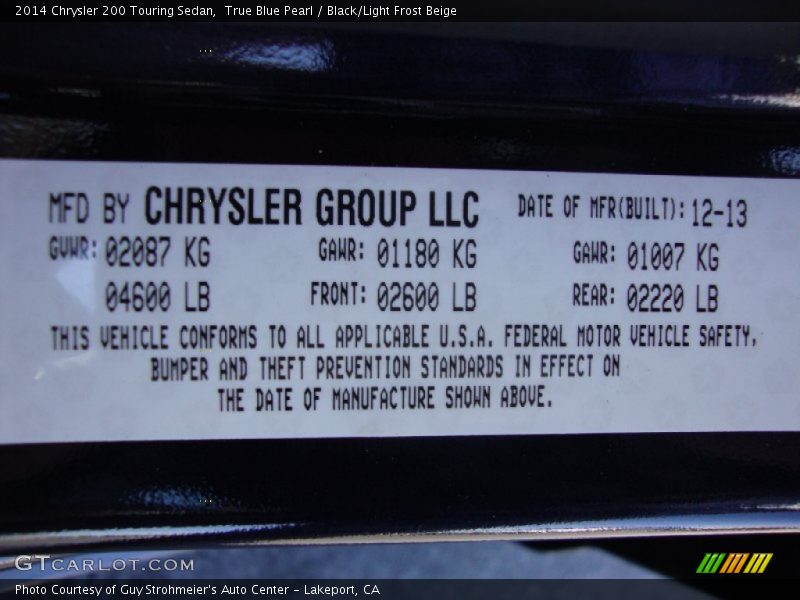 2014 Chrysler 200 Touring Sedan,  True Blue Pearl / Black/Light Frost Beige
MFD BY CHRYSLER GROUP LLC DATE OF MFR(BUILT): 12-13
GVWR: 02087 KG GAWR: 01180 KG GAWR: 01007 KG
04600 LB FRONT: 02600 LB REAR: 02220 LB
THIS VEHICLE CONFORMS TO ALL APPLICABLE U.S.A. FEDERAL MOTOR VEHICLE SAFETY,
BUMPER AND THEFT PREVENTION STANDARDS IN EFFECT ON
THE DATE OF MANUFACTURE SHOWN ABOVE.
GTCARLOT.COM
Photo Courtesy of Guy Strohmeier's Auto Center - Lakeport, CA